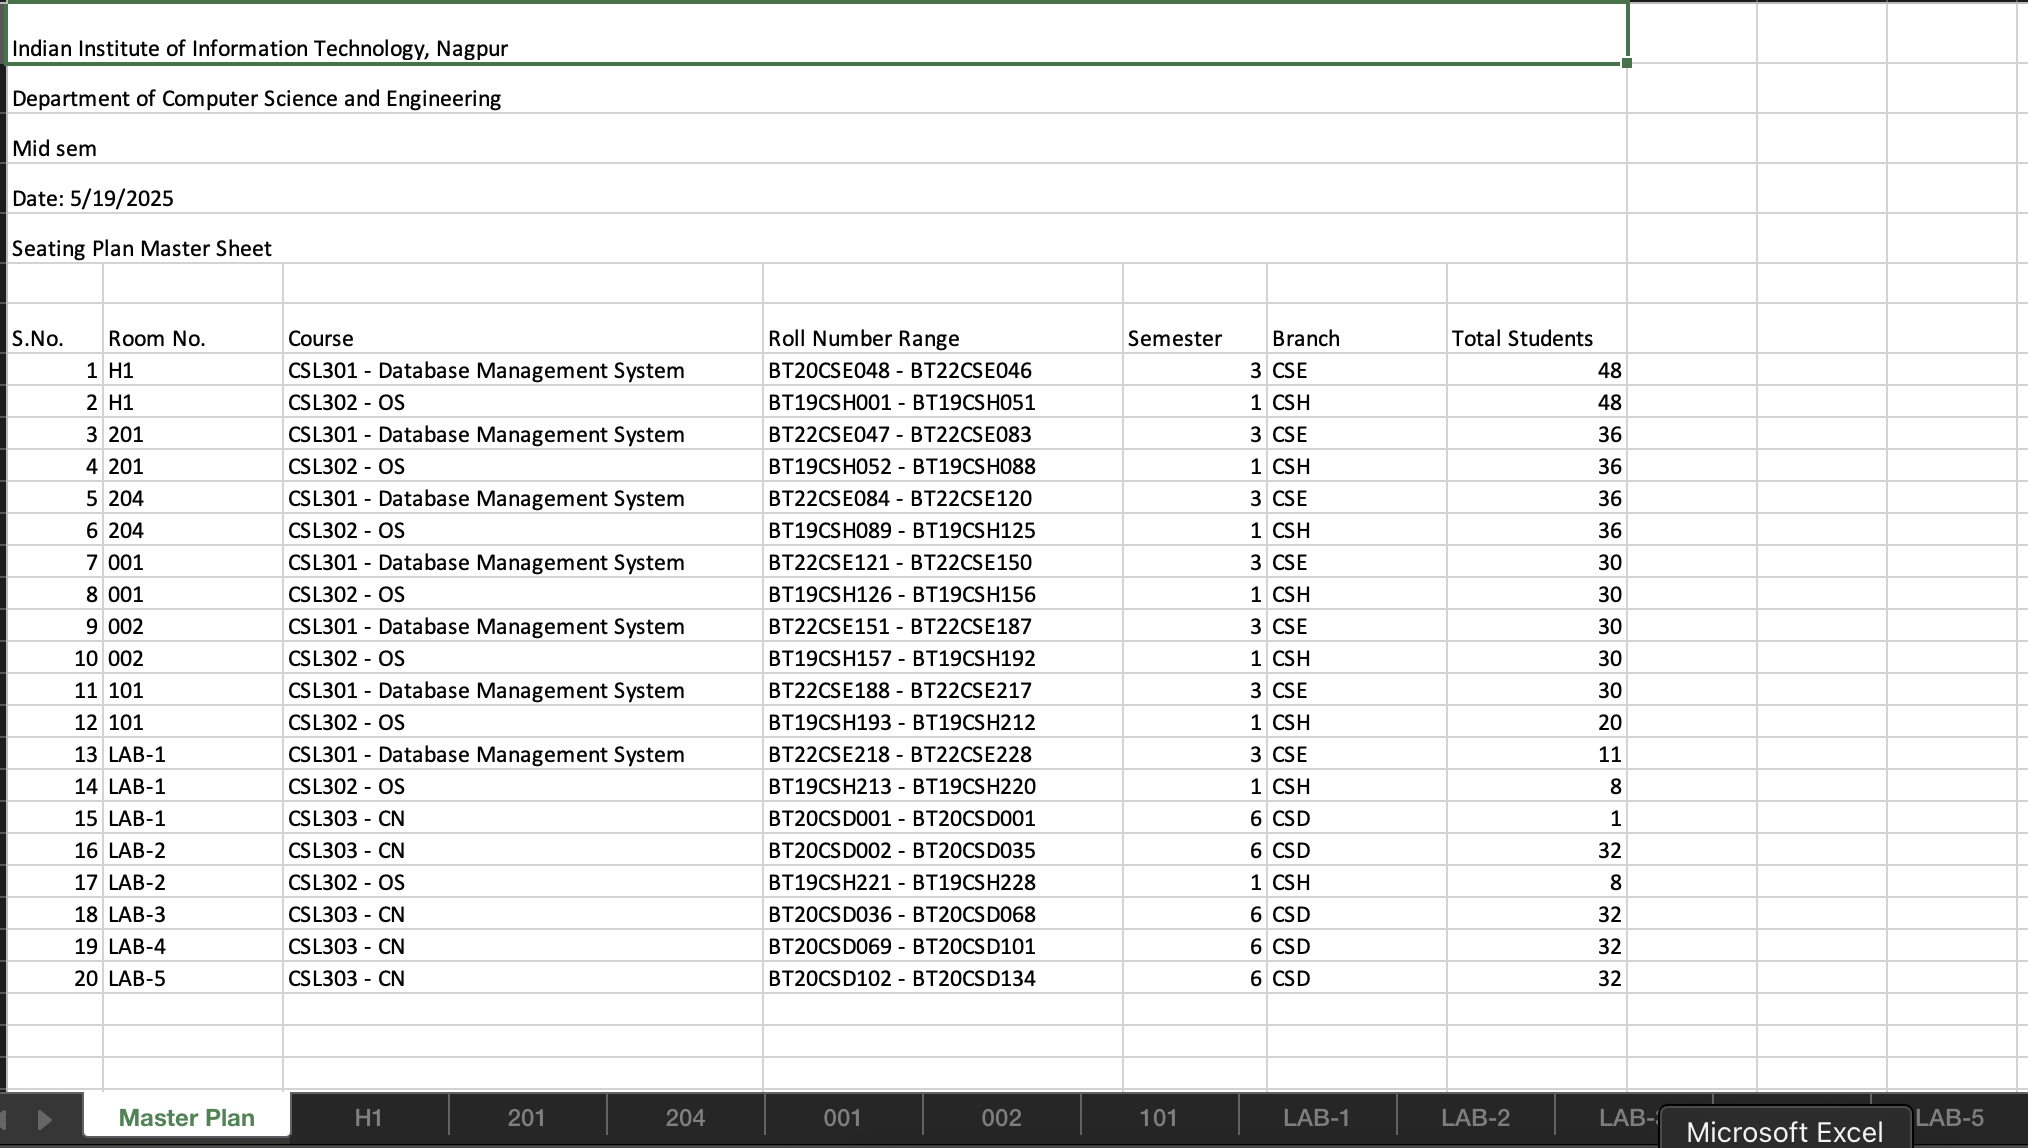 Indian Institute of Information Technology, Nagpur
Department of Computer Science and Engineering
Mid sem
Date: 5/19/2025
Seating Plan Master Sheet
S.No. Room No. Course Roll Number Range Semester Branch Total Students
1 H1 CSL301 - Database Management System BT20CSE048 - BT22CSE046 3 CSE 48
2 H1 CSL302 - OS BT19CSH001 - BT19CSH051 1 CSH 48
3 201 CSL301 - Database Management System BT22CSE047 - BT22CSE083 3 CSE 36
4 201 CSL302 - OS BT19CSH052 - BT19CSH088 1 CSH 36
5 204 CSL301 - Database Management System BT22CSE084 - BT22CSE120 3 CSE 36
6 204 CSL302 - OS BT19CSH089 - BT19CSH125 1 CSH 36
7 001 CSL301 - Database Management System BT22CSE121 - BT22CSE150 3 CSE 30
8 001 CSL302 - OS BT19CSH126 - BT19CSH156 1 CSH 30
9 002 CSL301 - Database Management System BT22CSE151 - BT22CSE187 3 CSE 30
10 002 CSL302 - OS BT19CSH157 - BT19CSH192 1 CSH 30
11 101 CSL301 - Database Management System BT22CSE188 - BT22CSE217 3 CSE 30
12 101 CSL302 - OS BT19CSH193 - BT19CSH212 1 CSH 20
13 LAB-1 CSL301 - Database Management System BT22CSE218 - BT22CSE228 3 CSE 11
14 LAB-1 CSL302 - OS BT19CSH213 - BT19CSH220 1 CSH 8
15 LAB-1 CSL303 - CN BT20CSD001 - BT20CSD001 6 CSD 1
16 LAB-2 CSL303 - CN BT20CSD002 - BT20CSD035 6 CSD 32
17 LAB-2 CSL302 - OS BT19CSH221 - BT19CSH228 1 CSH 8
18 LAB-3 CSL303 - CN BT20CSD036 - BT20CSD068 6 CSD 32
19 LAB-4 CSL303 - CN BT20CSD069 - BT20CSD101 6 CSD 32
20 LAB-5 CSL303 - CN BT20CSD102 - BT20CSD134 6 CSD 32
Master Plan H1 201 204 001 002 101 LAB-1 LAB-2 LAB- LAB-5
Microsoft Excel